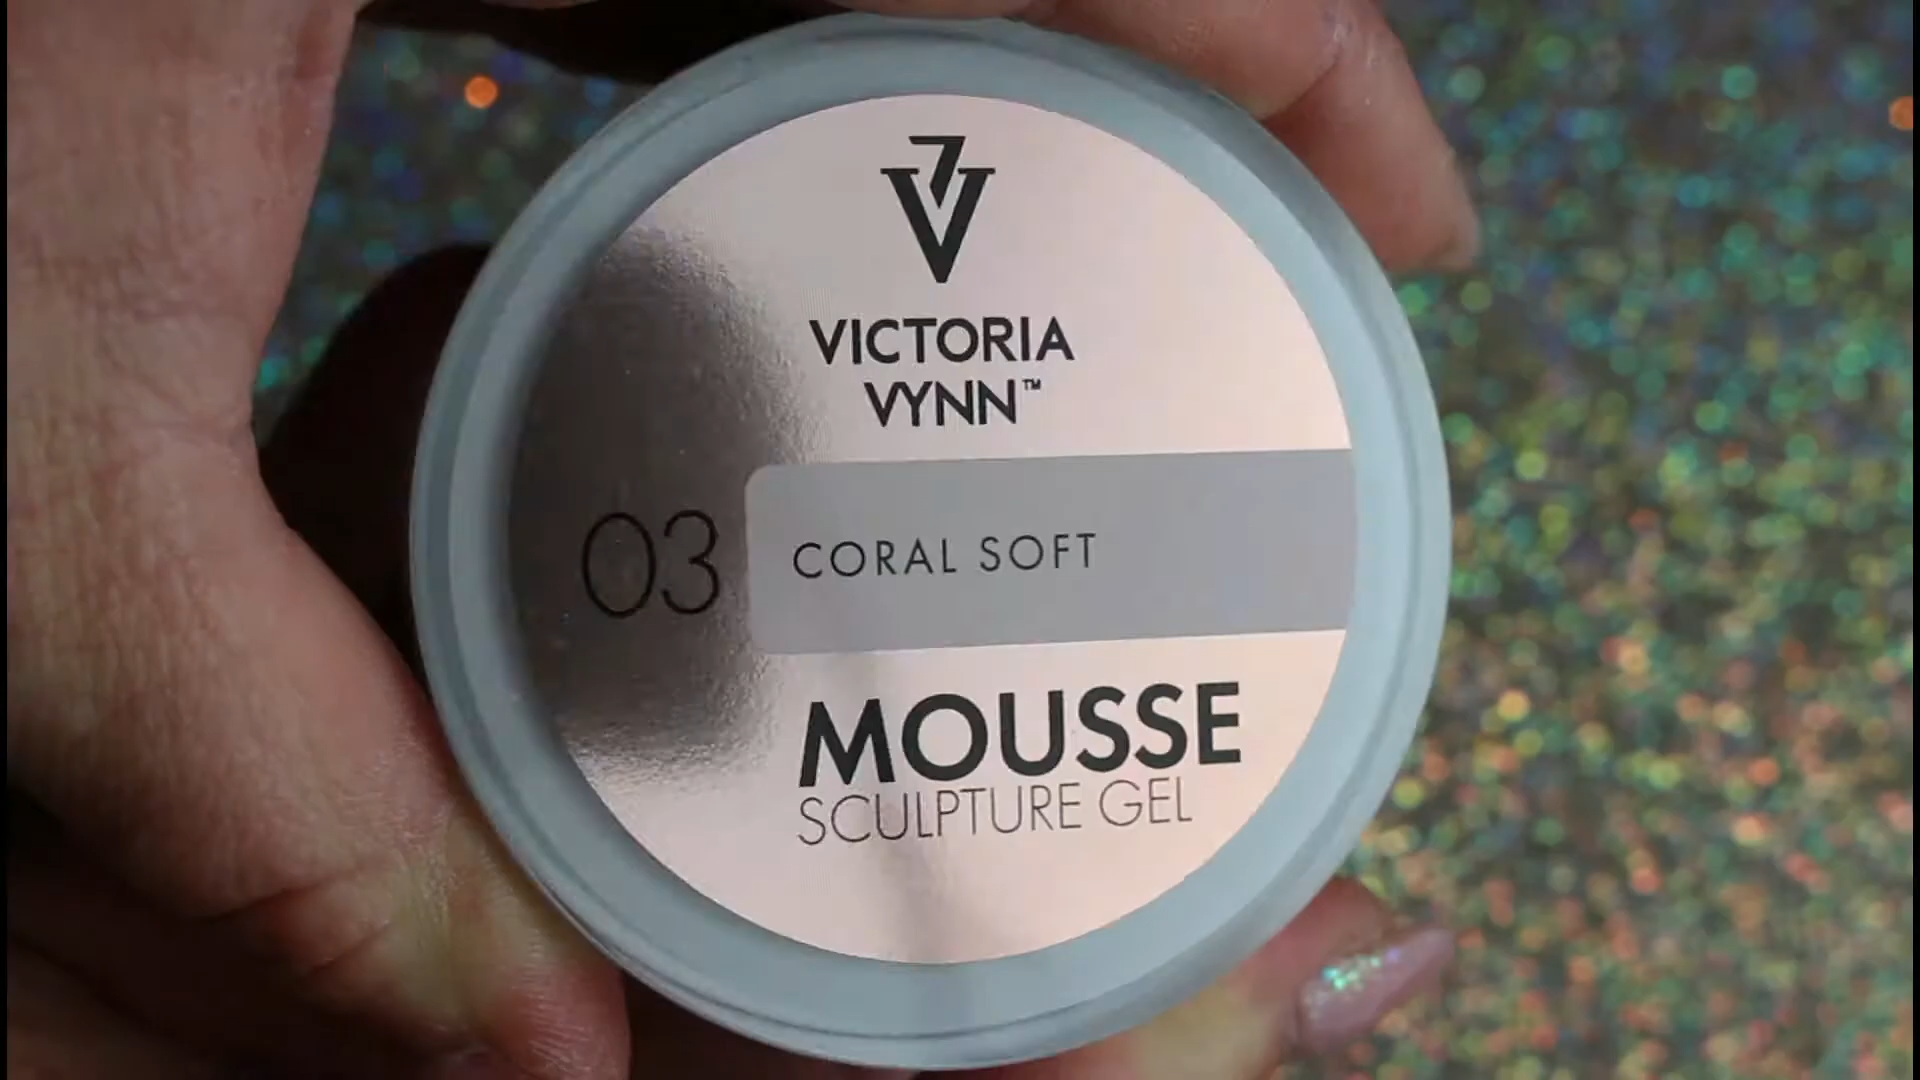 VICTORIA
VYNN™
03 CORAL SOFT
MOUSSE
SCULPTURE GEL